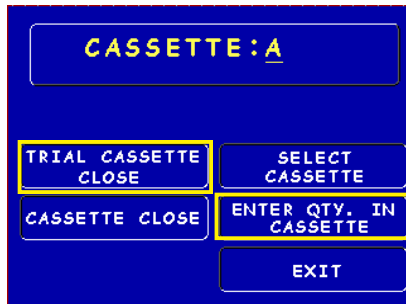 CASSETTE:A
TRIAL CASSETTE
CLOSE
SELECT
CASSETTE
CASSETTE CLOSE
ENTER QTY. IN
CASSETTE
EXIT